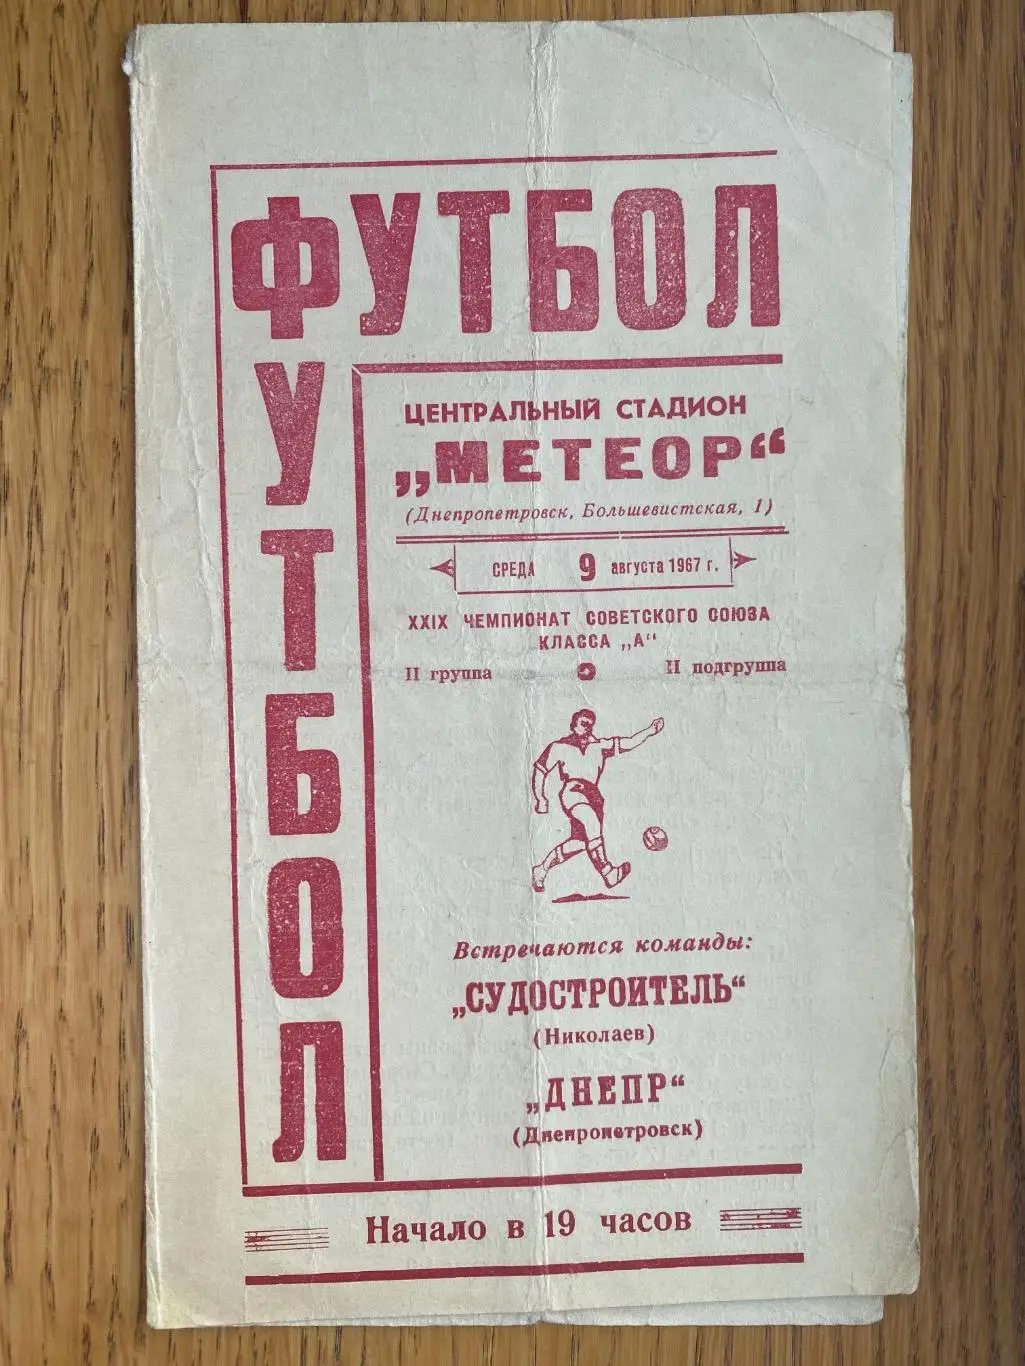 ФУТБОЛ
ФУТБОЛ
ЦЕНТРАЛЬНЫЙ СТАДИОН
„МЕТЕОР“
(Днепропетровск, Большевистская, 1)
СРЕДА 9 августа 1967 г.
XXIX ЧЕМПИОНАТ СОВЕТСКОГО СОЮЗА
КЛАССА „А“
II группа II подгруппа
Встречаются команды:
„СУДОСТРОИТЕЛЬ“
(Николаев)
„ДНЕПР“
(Днепропетровск)
Начало в 19 часов